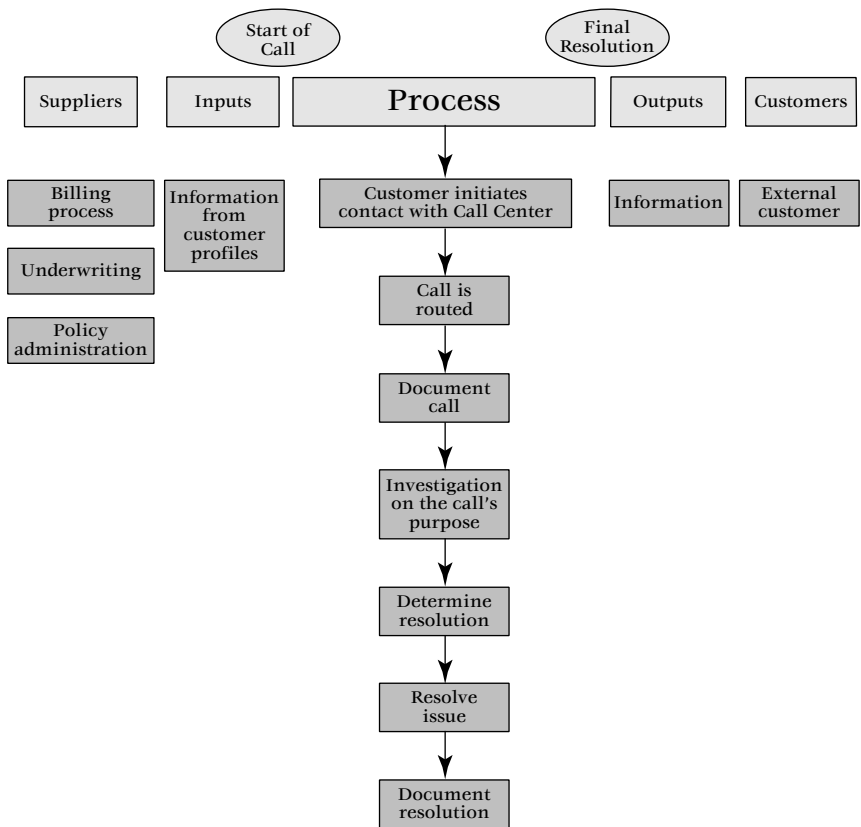 Start of
Call
Final
Resolution
Suppliers
Inputs
Process
Outputs
Customers
Billing
process
Underwriting
Policy
administration
Information
from
customer
profiles
Customer initiates
contact with Call Center
Call is
routed
Document
call
Investigation
on the call's
purpose
Determine
resolution
Resolve
issue
Document
resolution
Information
External
customer